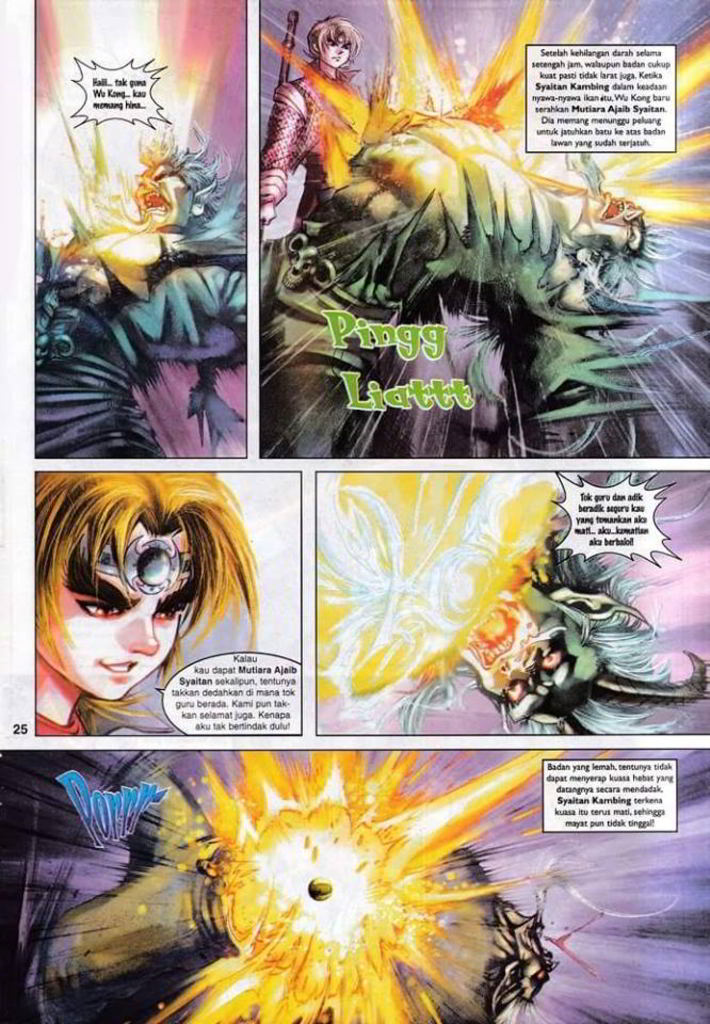 Haiii... tak guna
Wu Kong... kau
memang hina...
Setelah kehilangan darah selama
setengah jam, walaupun badan cukup
kuat pasti tidak larat juga. Ketika
Syaitan Kambing dalam keadaan
nyawa-nyawa ikan itu, Wu Kong baru
serahkan Mutiara Ajaib Syaitan.
Dia memang menunggu peluang
untuk jatuhkan batu ke atas badan
lawan yang sudah terjatuh.
Pingg
Liattt
Kalau
kau dapat Mutiara Ajaib
Syaitan sekalipun, tentunya
takkan dedahkan di mana tok
guru berada. Kami pun tak-
kan selamat juga. Kenapa
aku tak bertindak dulu!
Tok guru dan adik
beradik seguru kau
yang temankan aku
mati... aku...kematian
aku berbaloi!
25
Porrr
Badan yang lemah, tentunya tidak
dapat menyerap kuasa hebat yang
datangnya secara mendadak.
Syaitan Kambing terkena
kuasa itu terus mati, sehingga
mayat pun tidak tinggal!